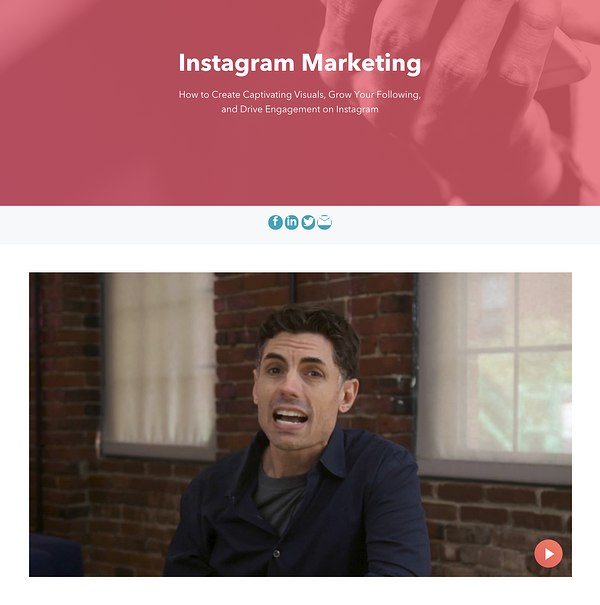 Instagram Marketing
How to Create Captivating Visuals, Grow Your Following,
and Drive Engagement on Instagram